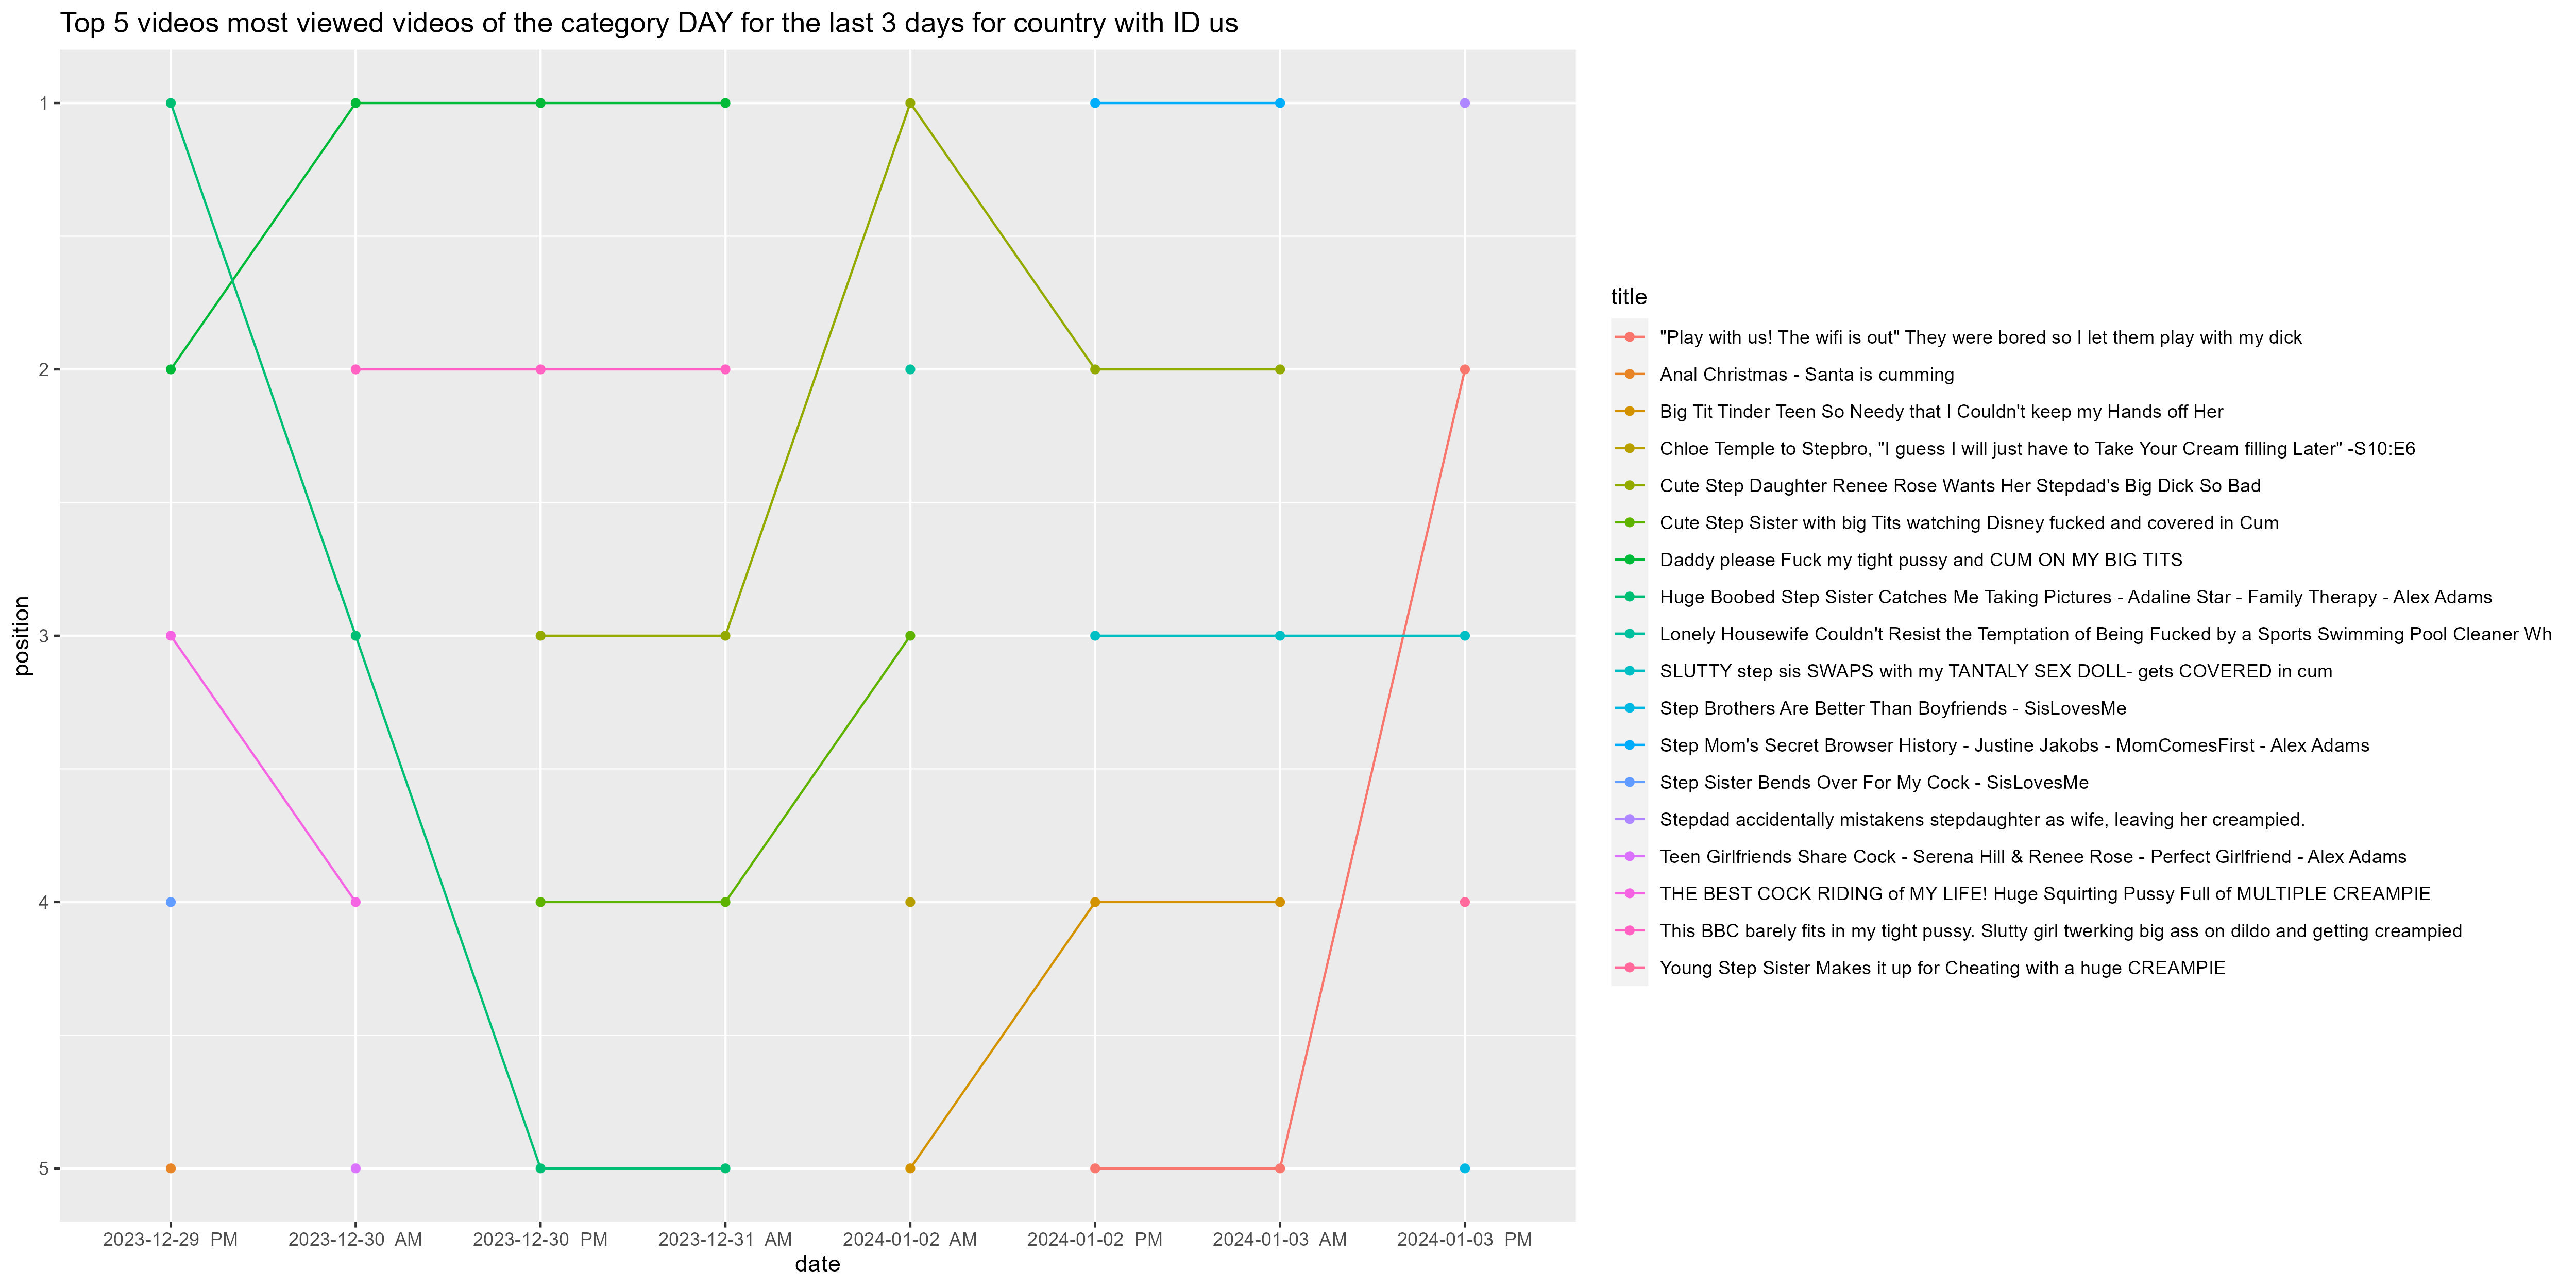 Top 5 videos most viewed videos of the category DAY for the last 3 days for country with ID us
1
2
3
4
5
position
2023-12-29 PM
2023-12-30 AM
2023-12-30 PM
2023-12-31 AM
2024-01-02 AM
2024-01-02 PM
2024-01-03 AM
2024-01-03 PM
date
title
"Play with us! The wifi is out" They were bored so I let them play with my dick
Anal Christmas - Santa is cumming
Big Tit Tinder Teen So Needy that I Couldn't keep my Hands off Her
Chloe Temple to Stepbro, "I guess I will just have to Take Your Cream filling Later" -S10:E6
Cute Step Daughter Renee Rose Wants Her Stepdad's Big Dick So Bad
Cute Step Sister with big Tits watching Disney fucked and covered in Cum
Daddy please Fuck my tight pussy and CUM ON MY BIG TITS
Huge Boobed Step Sister Catches Me Taking Pictures - Adaline Star - Family Therapy - Alex Adams
Lonely Housewife Couldn't Resist the Temptation of Being Fucked by a Sports Swimming Pool Cleaner Wh
SLUTTY step sis SWAPS with my TANTALY SEX DOLL- gets COVERED in cum
Step Brothers Are Better Than Boyfriends - SisLovesMe
Step Mom's Secret Browser History - Justine Jakobs - MomComesFirst - Alex Adams
Step Sister Bends Over For My Cock - SisLovesMe
Stepdad accidentally mistakens stepdaughter as wife, leaving her creampied.
Teen Girlfriends Share Cock - Serena Hill & Renee Rose - Perfect Girlfriend - Alex Adams
THE BEST COCK RIDING of MY LIFE! Huge Squirting Pussy Full of MULTIPLE CREAMPIE
This BBC barely fits in my tight pussy. Slutty girl twerking big ass on dildo and getting creampied
Young Step Sister Makes it up for Cheating with a huge CREAMPIE